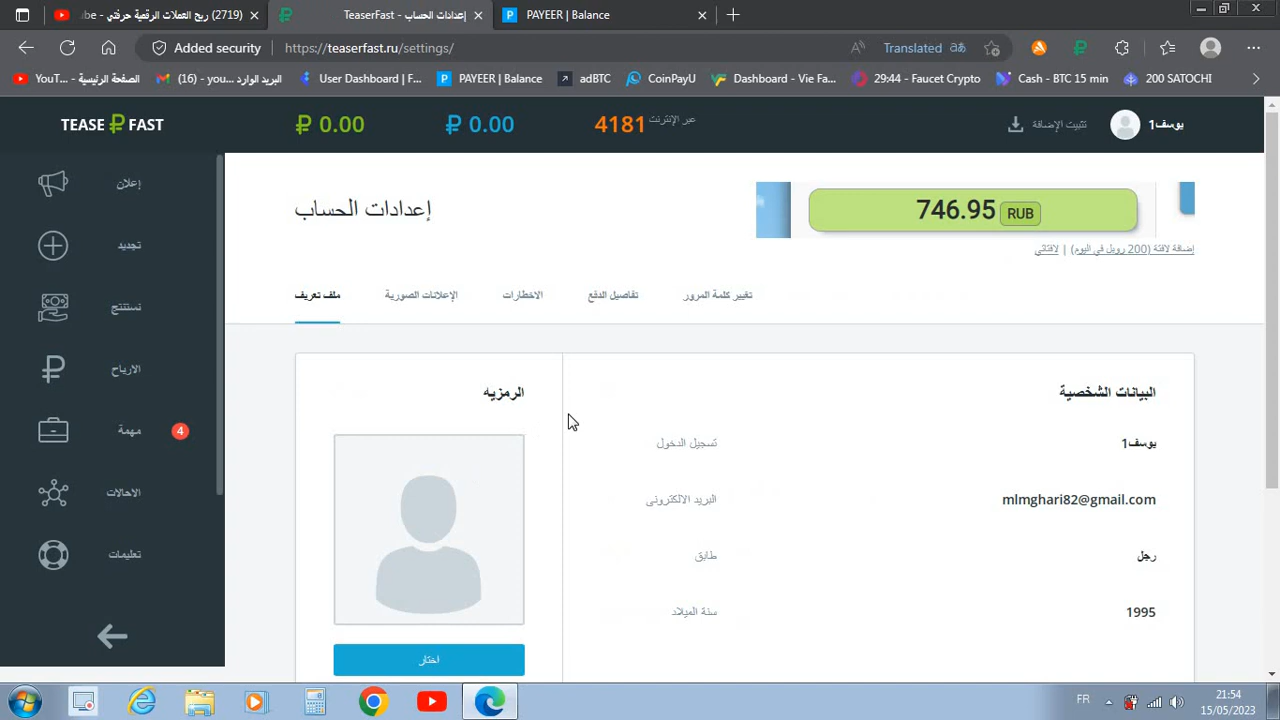 (2719) ربح العملات الرقمية حرفتي - ube
TeaserFast - إعدادات الحساب
PAYEER | Balance
Added security
https://teaserfast.ru/settings/
Translated
الصفحة الرئيسية - YouT...
البريد الوارد (16) - you...
User Dashboard | F...
PAYEER | Balance
adBTC
CoinPayU
Dashboard - Vie Fa...
29:44 - Faucet Crypto
Cash - BTC 15 min
200 SATOCHI
TEASE ₽ FAST
₽ 0.00
₽ 0.00
4181 عبر الإنترنت
تثبيت الإضافة
يوسف1
إعلان
تجديد
تستنتج
الارباح
مهمة
4
الاحالات
تعليمات
إعدادات الحساب
746.95 RUB
إضافة لافتة (200 روبل في اليوم) | لافتاتي
ملف تعريف
الإعلانات الصورية
الاخطارات
تفاصيل الدفع
تغيير كلمة المرور
الرمزيه
اختار
البيانات الشخصية
تسجيل الدخول
يوسف1
البريد الالكترونى
mlmghari82@gmail.com
طابق
رجل
سنة الميلاد
1995
FR
21:54
15/05/2023